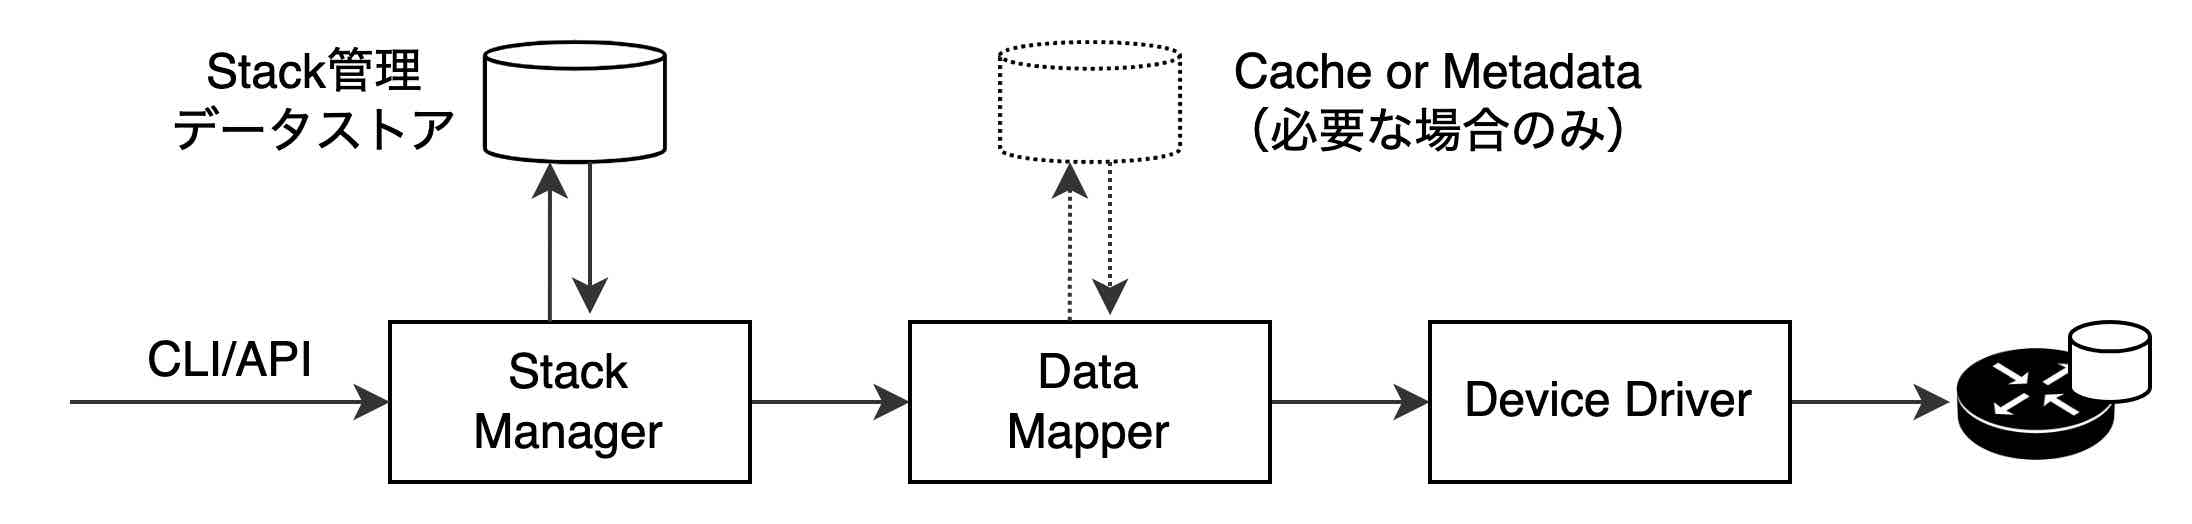 Stack管理
データストア
Cache or Metadata
（必要な場合のみ）
CLI/API
Stack
Manager
Data
Mapper
Device Driver